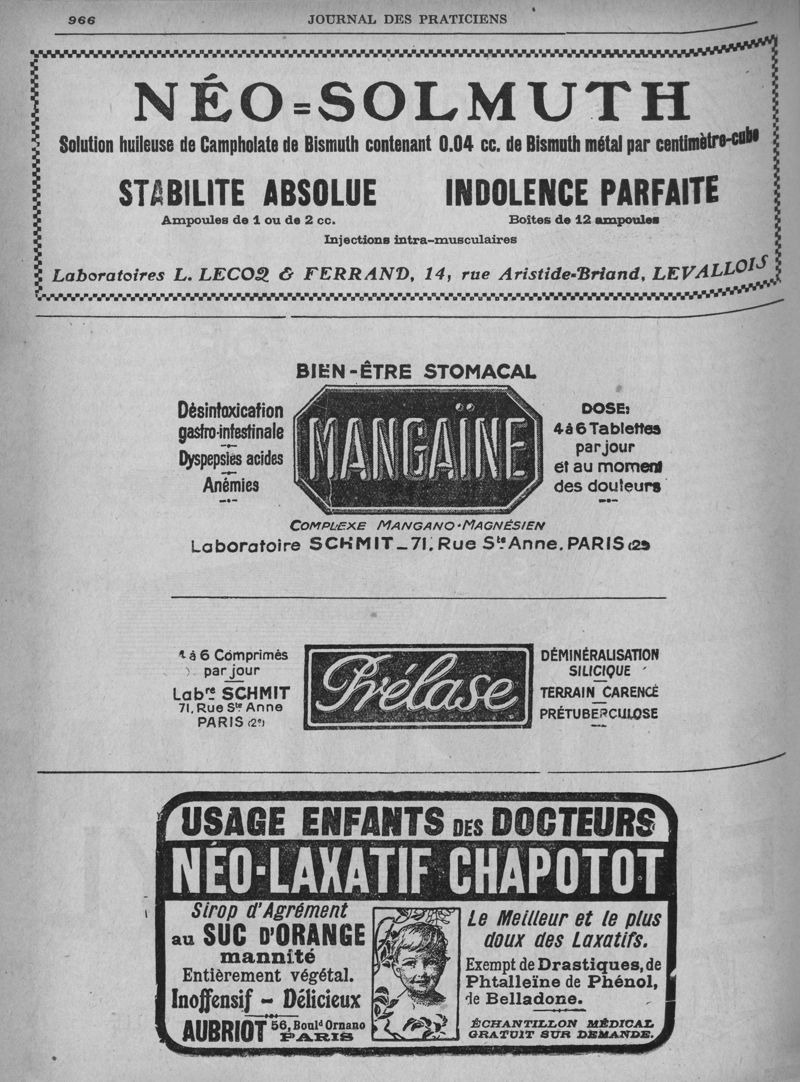 966
JOURNAL DES PRATICIENS
NÉO=SOLMUTH
Solution huileuse de Campholate de Bismuth contenant 0.04 cc. de Bismuth métal par centimètre-cube
STABILITE ABSOLUE
INDOLENCE PARFAITE
Ampoules de 1 ou de 2 cc.
Boîtes de 12 ampoules
Injections intra-musculaires
Laboratoires L. LECOQ & FERRAND, 14, rue Aristide-Briand, LEVALLOIS
BIEN-ÊTRE STOMACAL
Désintoxication
gastro-intestinale
Dyspepsies acides
Anémies
MANGAÏNE
DOSE:
4 à 6 Tablettes
par jour
et au moment
des douleurs
COMPLEXE MANGANO-MAGNÉSIEN
Laboratoire SCHMIT_71, Rue Ste Anne, PARIS (2e)
4 à 6 Comprimés
par jour
Labre SCHMIT
71, Rue Ste Anne
PARIS (2e)
Prélase
DÉMINÉRALISATION
SILICIQUE
TERRAIN CARENCÉ
PRÉTUBERCULOSE
USAGE ENFANTS DES DOCTEURS
NÉO-LAXATIF CHAPOTOT
Sirop d'Agrément
au SUC D'ORANGE
mannité
Entièrement végétal.
Inoffensif - Délicieux
AUBRIOT 56, Bould Ornano
PARIS
Le Meilleur et le plus
doux des Laxatifs.
Exempt de Drastiques, de
Phtalleïne de Phénol,
de Belladone.
ÉCHANTILLON MÉDICAL
GRATUIT SUR DEMANDE.